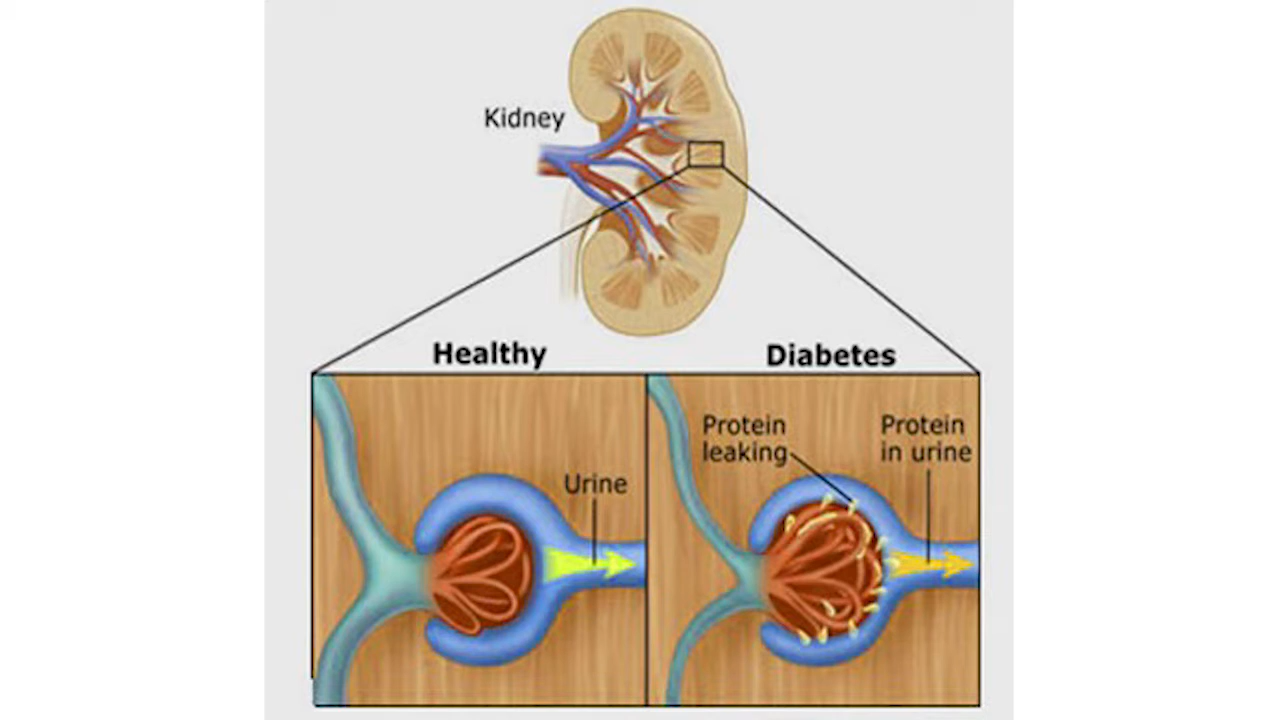 Kidney
Healthy
Diabetes
Urine
Protein
leaking
Protein
in urine